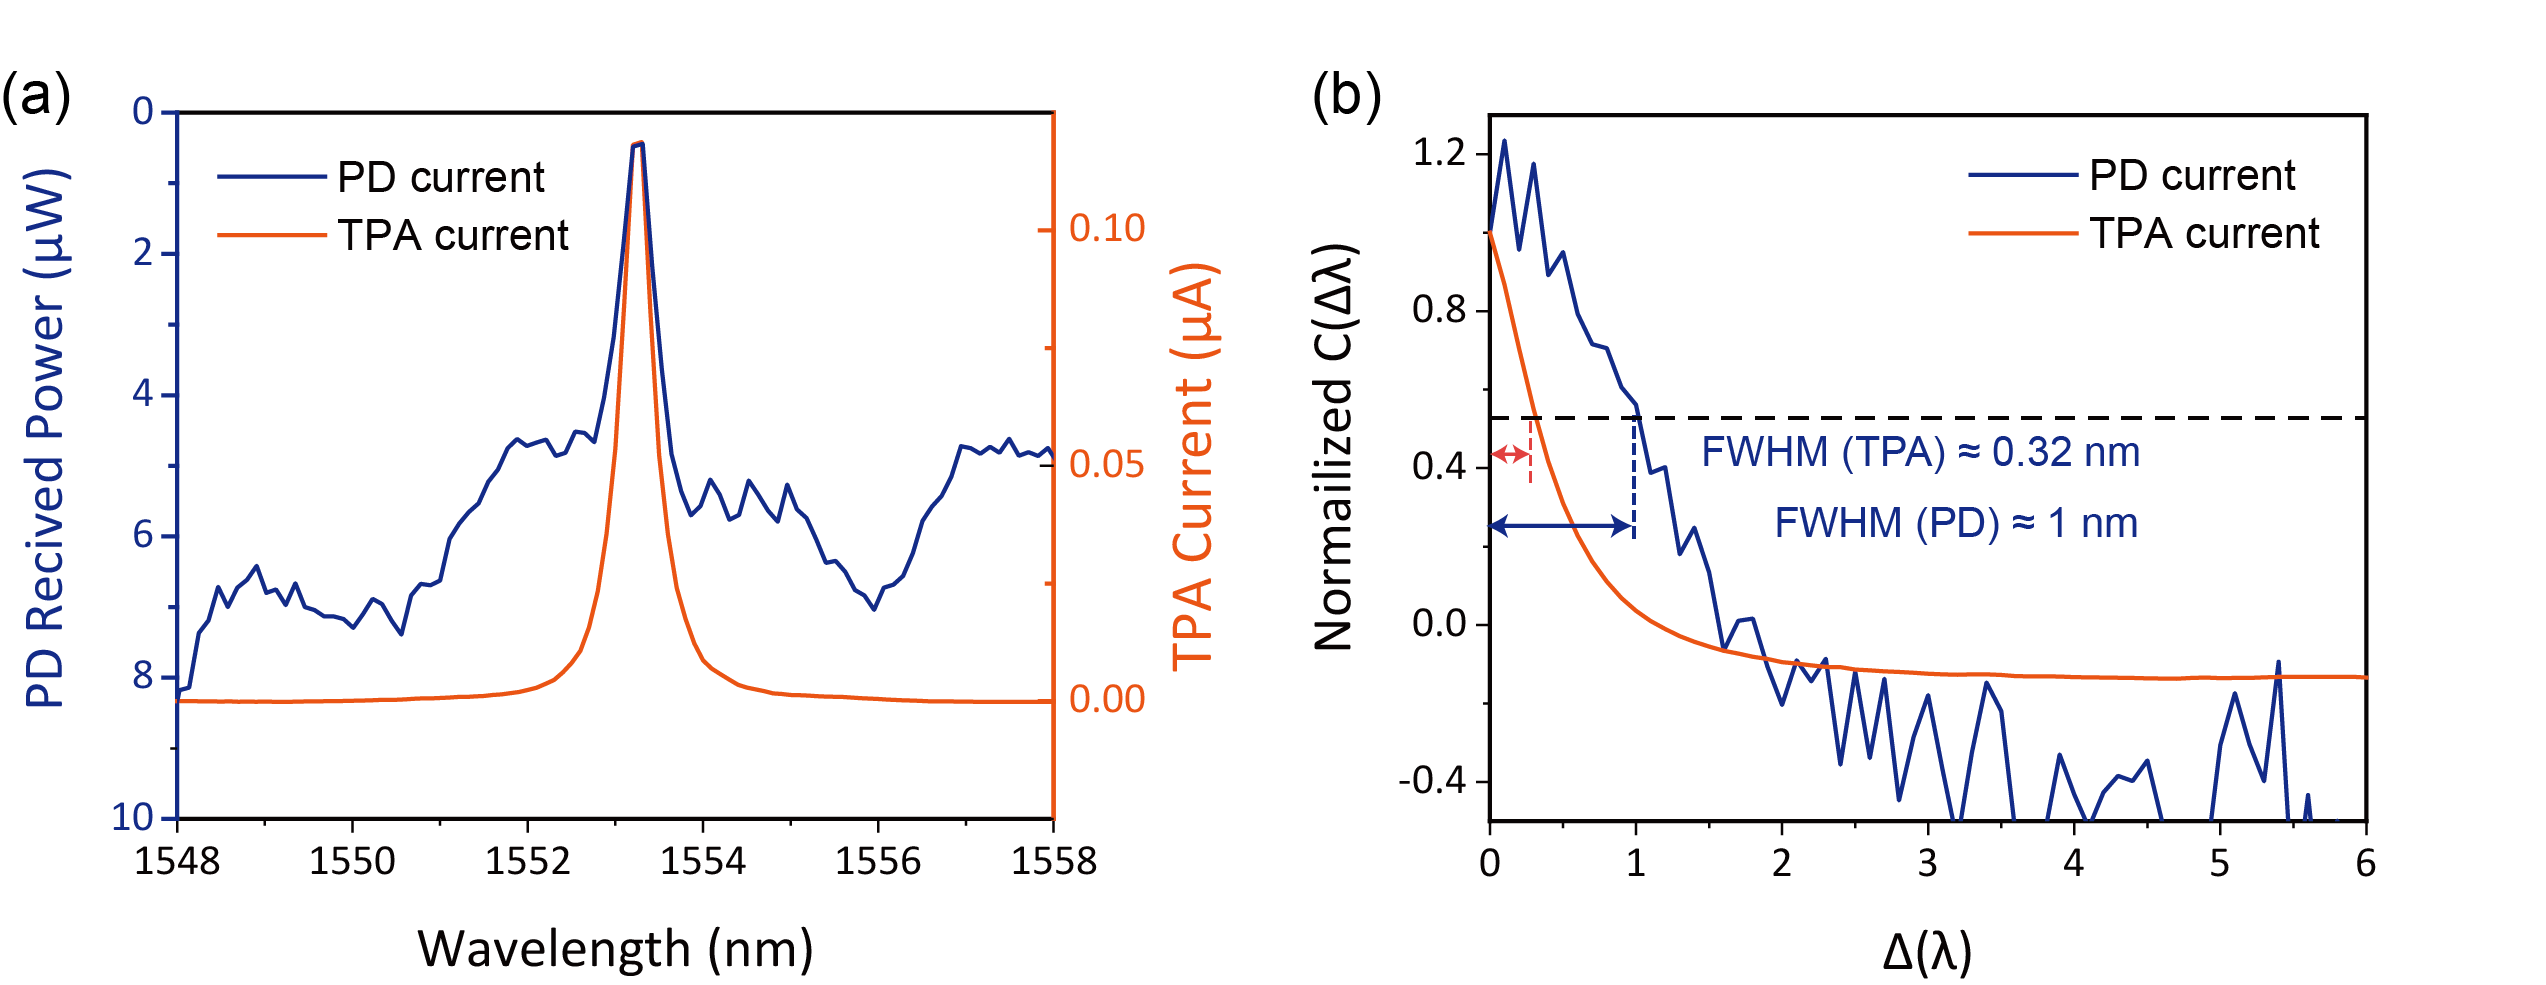 (a)
PD Recived Power (μW)
0
2
4
6
8
10
PD current
TPA current
0.10
0.05
0.00
TPA Current (μA)
1548
1550
1552
1554
1556
1558
Wavelength (nm)
(b)
Normailized C(Δλ)
1.2
0.8
0.4
0.0
-0.4
PD current
TPA current
FWHM (TPA) ≈ 0.32 nm
FWHM (PD) ≈ 1 nm
0
1
2
3
4
5
6
Δ(λ)